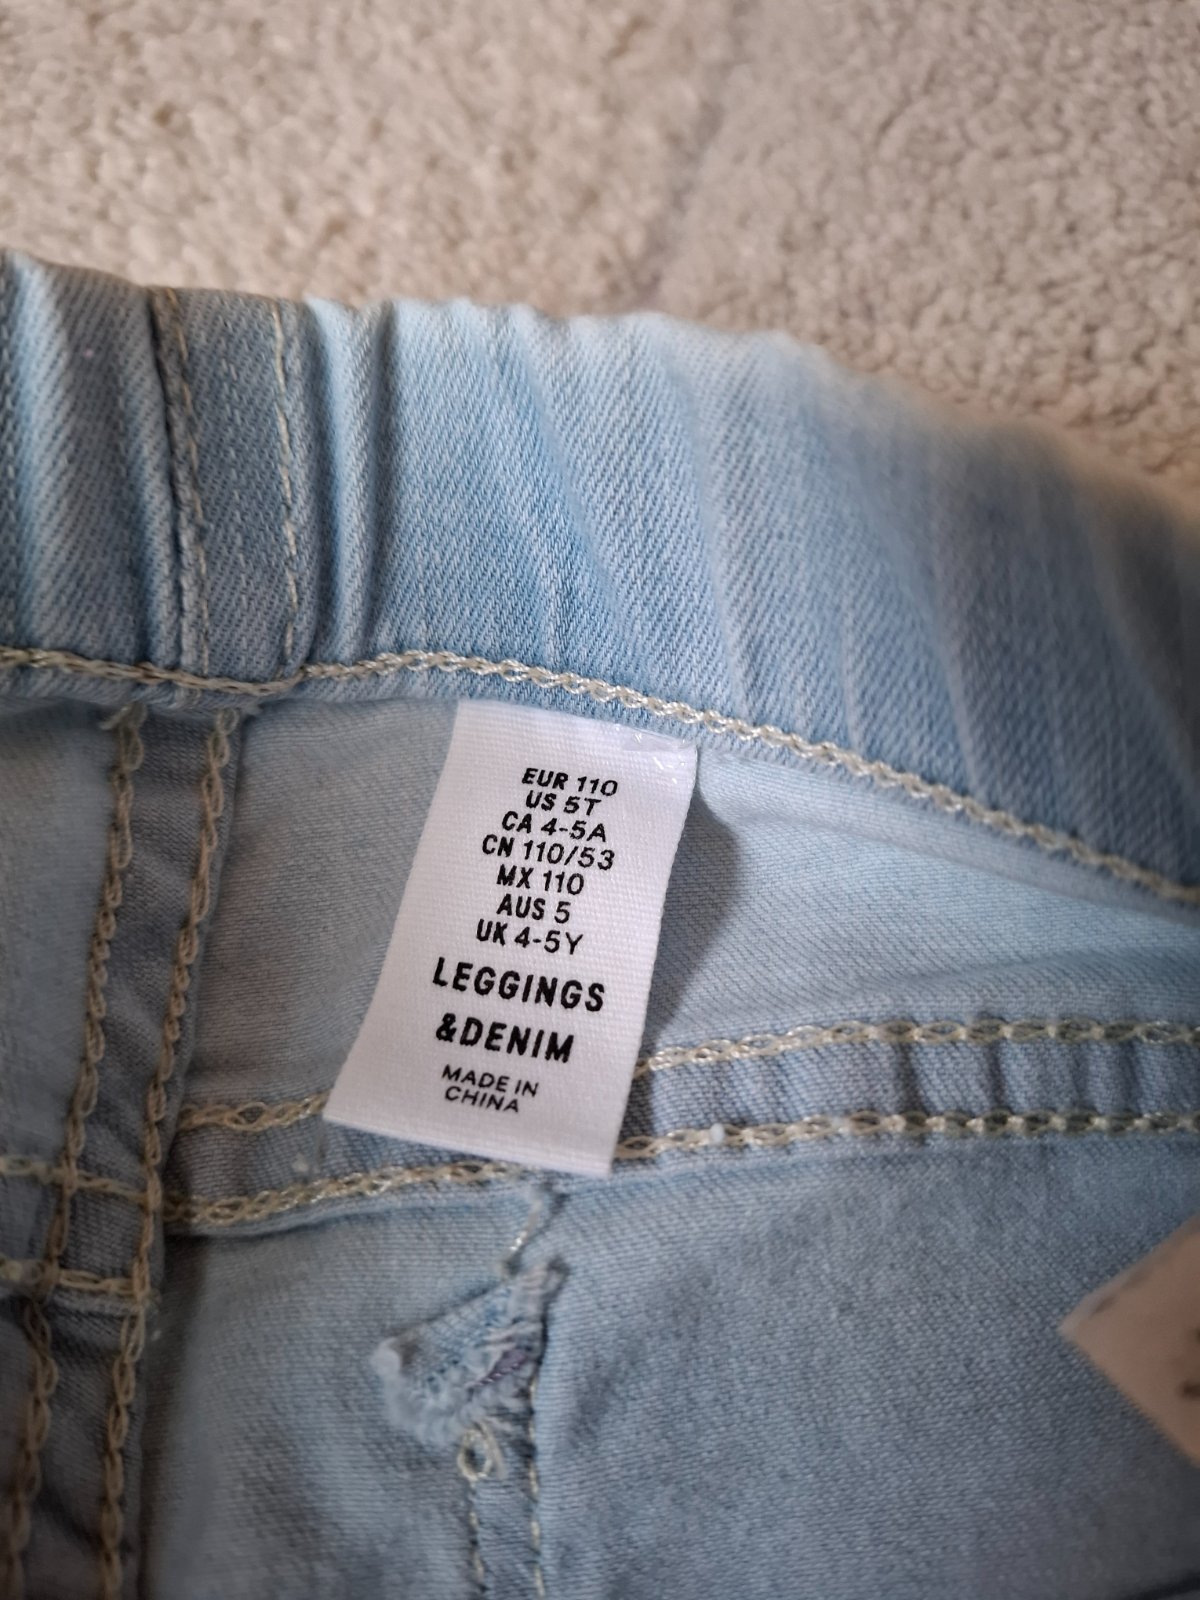 EUR 110
US 5T
CA 4-5A
CN 110/53
MX 110
AUS 5
UK 4-5Y
LEGGINGS
&DENIM
MADE IN
CHINA